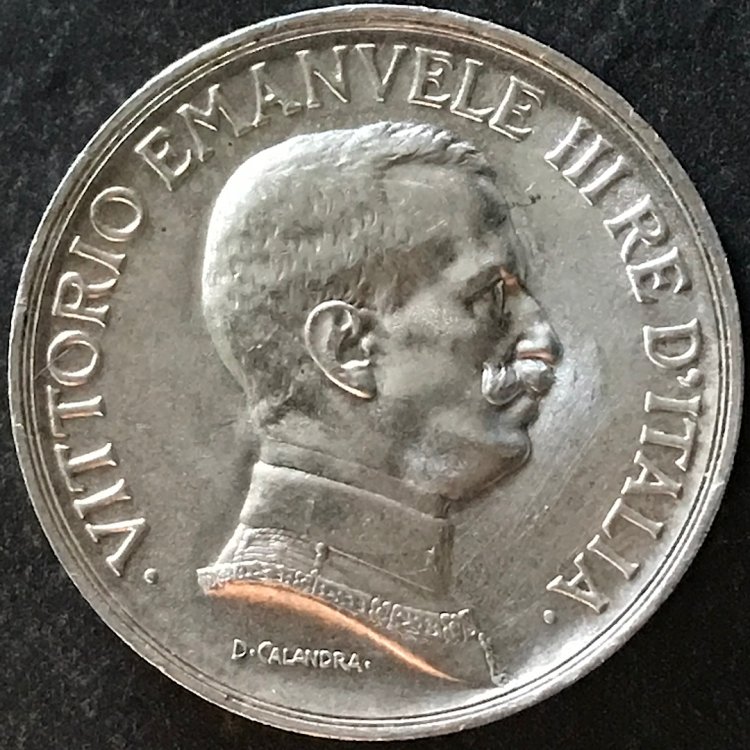 · VITTORIO EMANVELE III RE D'ITALIA ·
D · CALANDRA ·